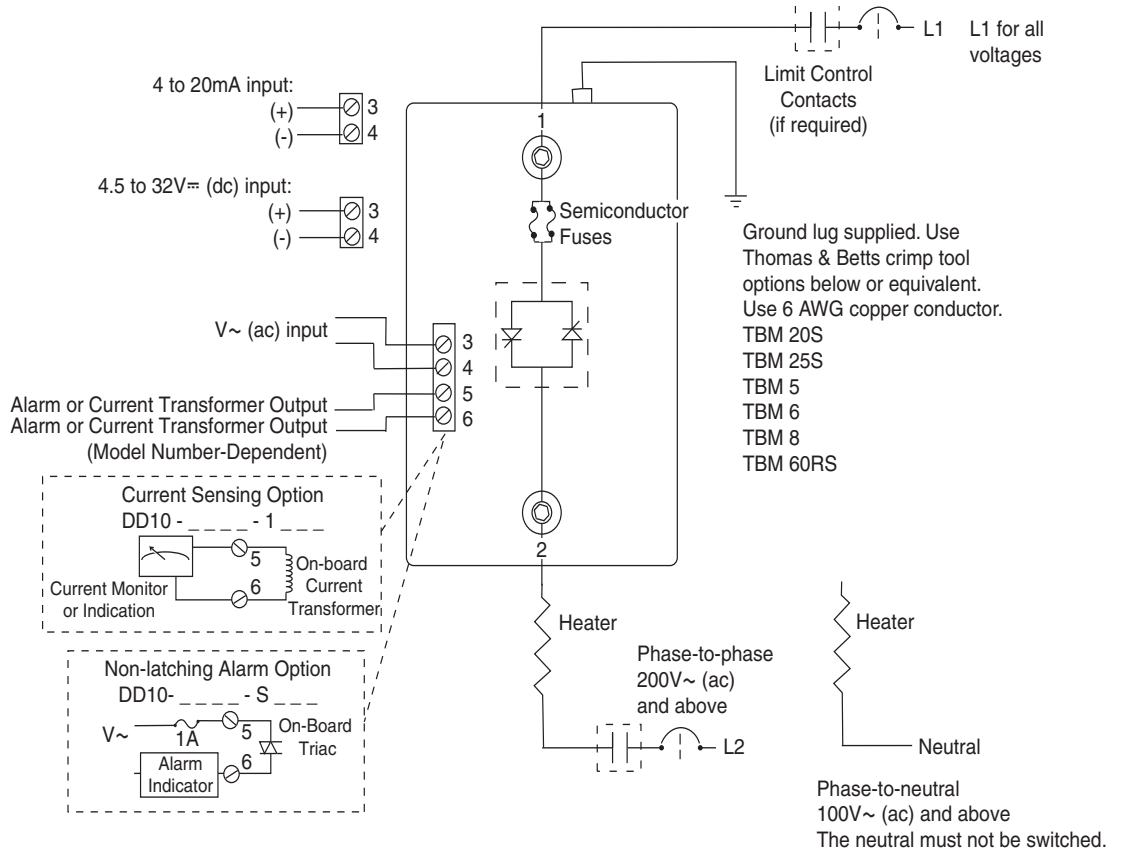 L1
L1 for all
voltages
Limit Control
Contacts
(if required)
4 to 20mA input:
(+)
3
(-)
4
4.5 to 32V⎓ (dc) input:
(+)
3
(-)
4
1
Semiconductor
Fuses
Ground lug supplied. Use
Thomas & Betts crimp tool
options below or equivalent.
Use 6 AWG copper conductor.
TBM 20S
TBM 25S
TBM 5
TBM 6
TBM 8
TBM 60RS
V~ (ac) input
3
4
5
6
Alarm or Current Transformer Output
Alarm or Current Transformer Output
(Model Number-Dependent)
Current Sensing Option
DD10 - _ _ _ _ - 1 _ _ _
5
6
On-board
Current
Transformer
Current Monitor
or Indication
Non-latching Alarm Option
DD10- _ _ _ _ - S _ _ _
V~
1A
5
6
On-Board
Triac
Alarm
Indicator
2
Heater
Phase-to-phase
200V~ (ac)
and above
L2
Heater
Neutral
Phase-to-neutral
100V~ (ac) and above
The neutral must not be switched.